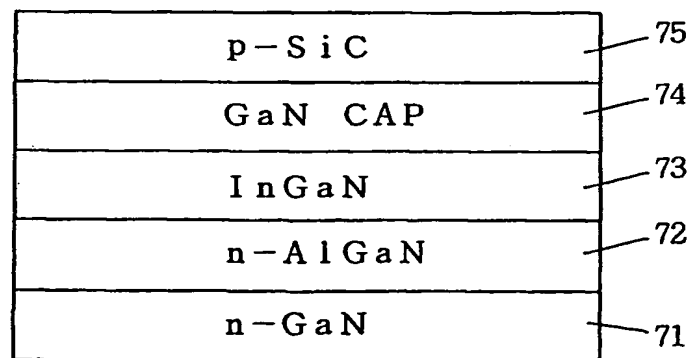 p-SiC 75
GaN CAP 74
InGaN 73
n-AlGaN 72
n-GaN 71